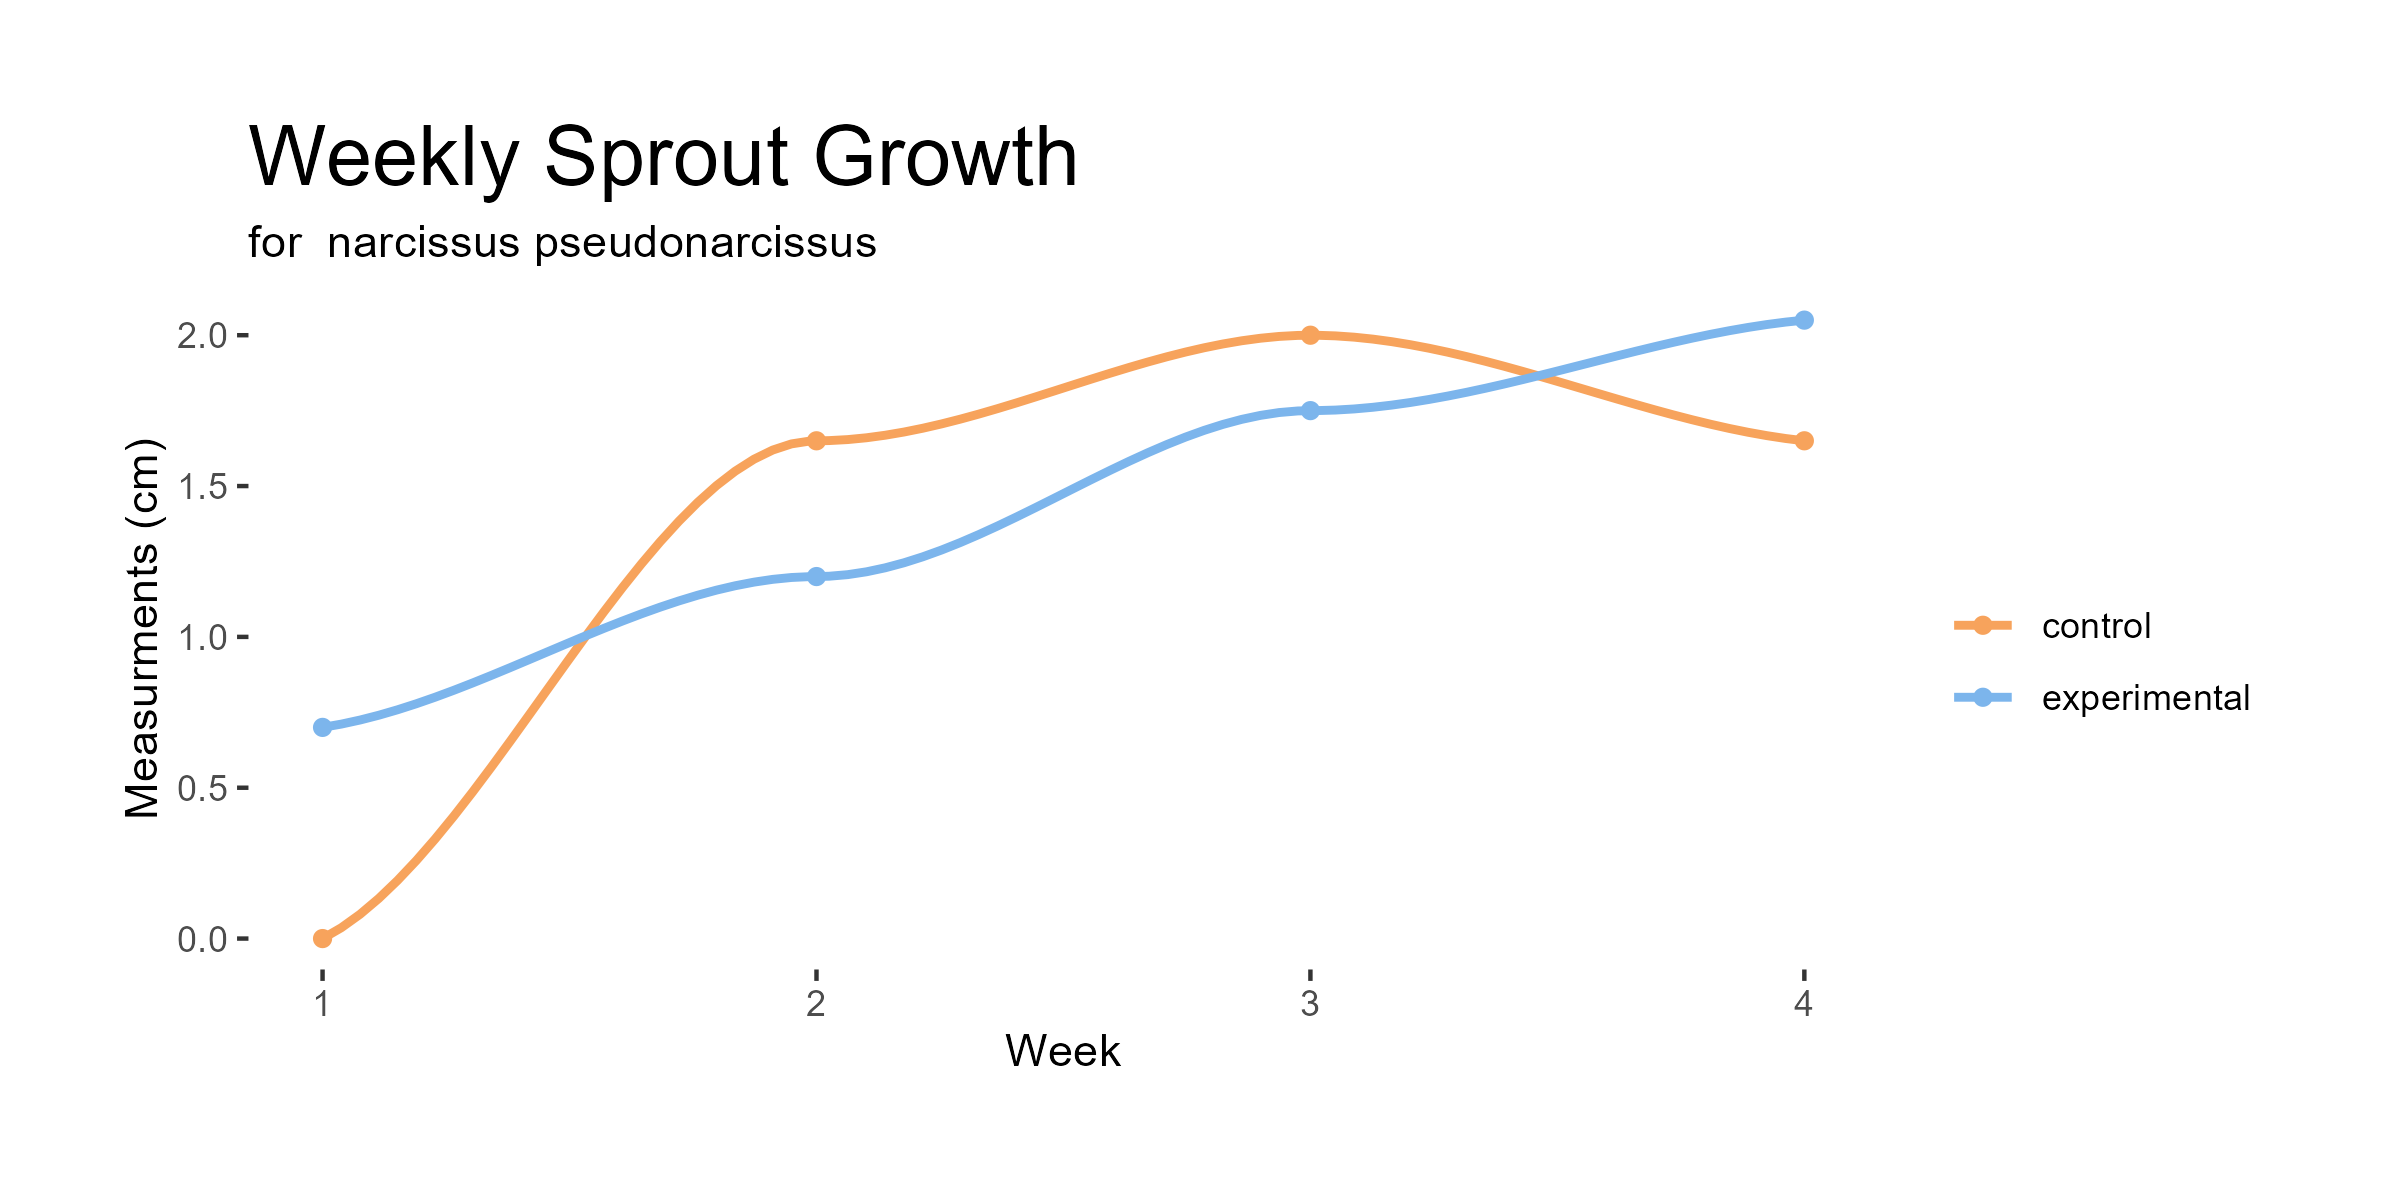 Weekly Sprout Growth
for  narcissus pseudonarcissus
Measurments (cm)
2.0
1.5
1.0
0.5
0.0
1 2 3 4
Week
control
experimental